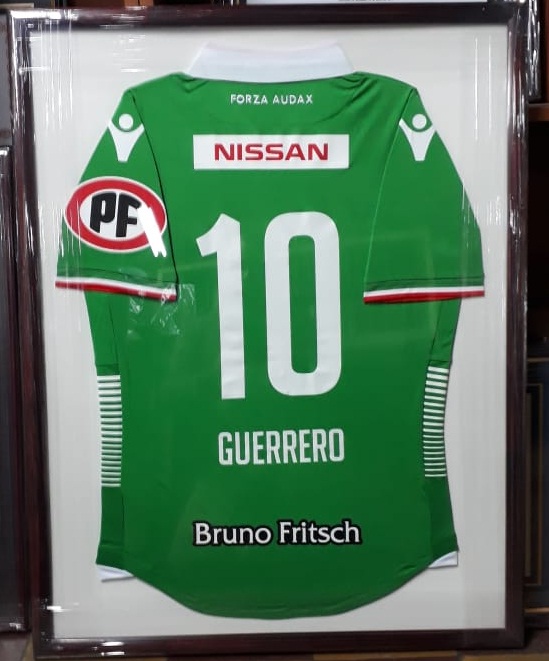 FORZA AUDAX
NISSAN
PF
10
GUERRERO
Bruno Fritsch